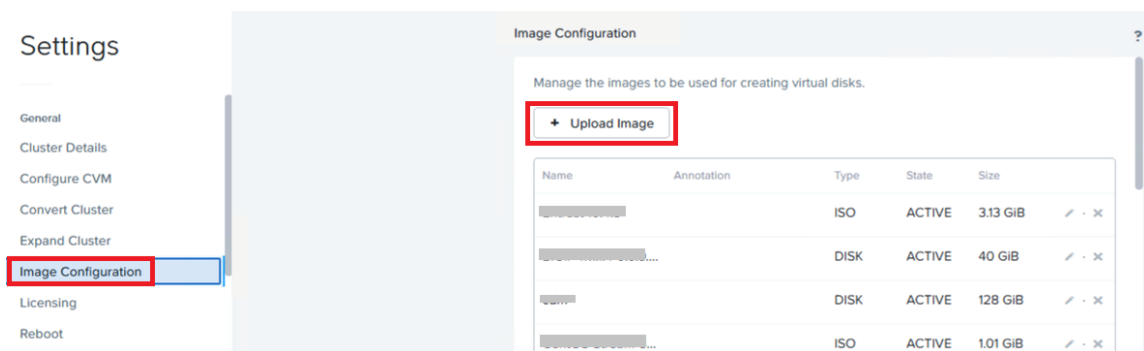 Settings
General
Cluster Details
Configure CVM
Convert Cluster
Expand Cluster
Image Configuration
Licensing
Reboot
Image Configuration
?
Manage the images to be used for creating virtual disks.
+ Upload Image
Name Annotation Type State Size
ISO ACTIVE 3.13 GiB
DISK ACTIVE 40 GiB
DISK ACTIVE 128 GiB
ISO ACTIVE 1.01 GiB